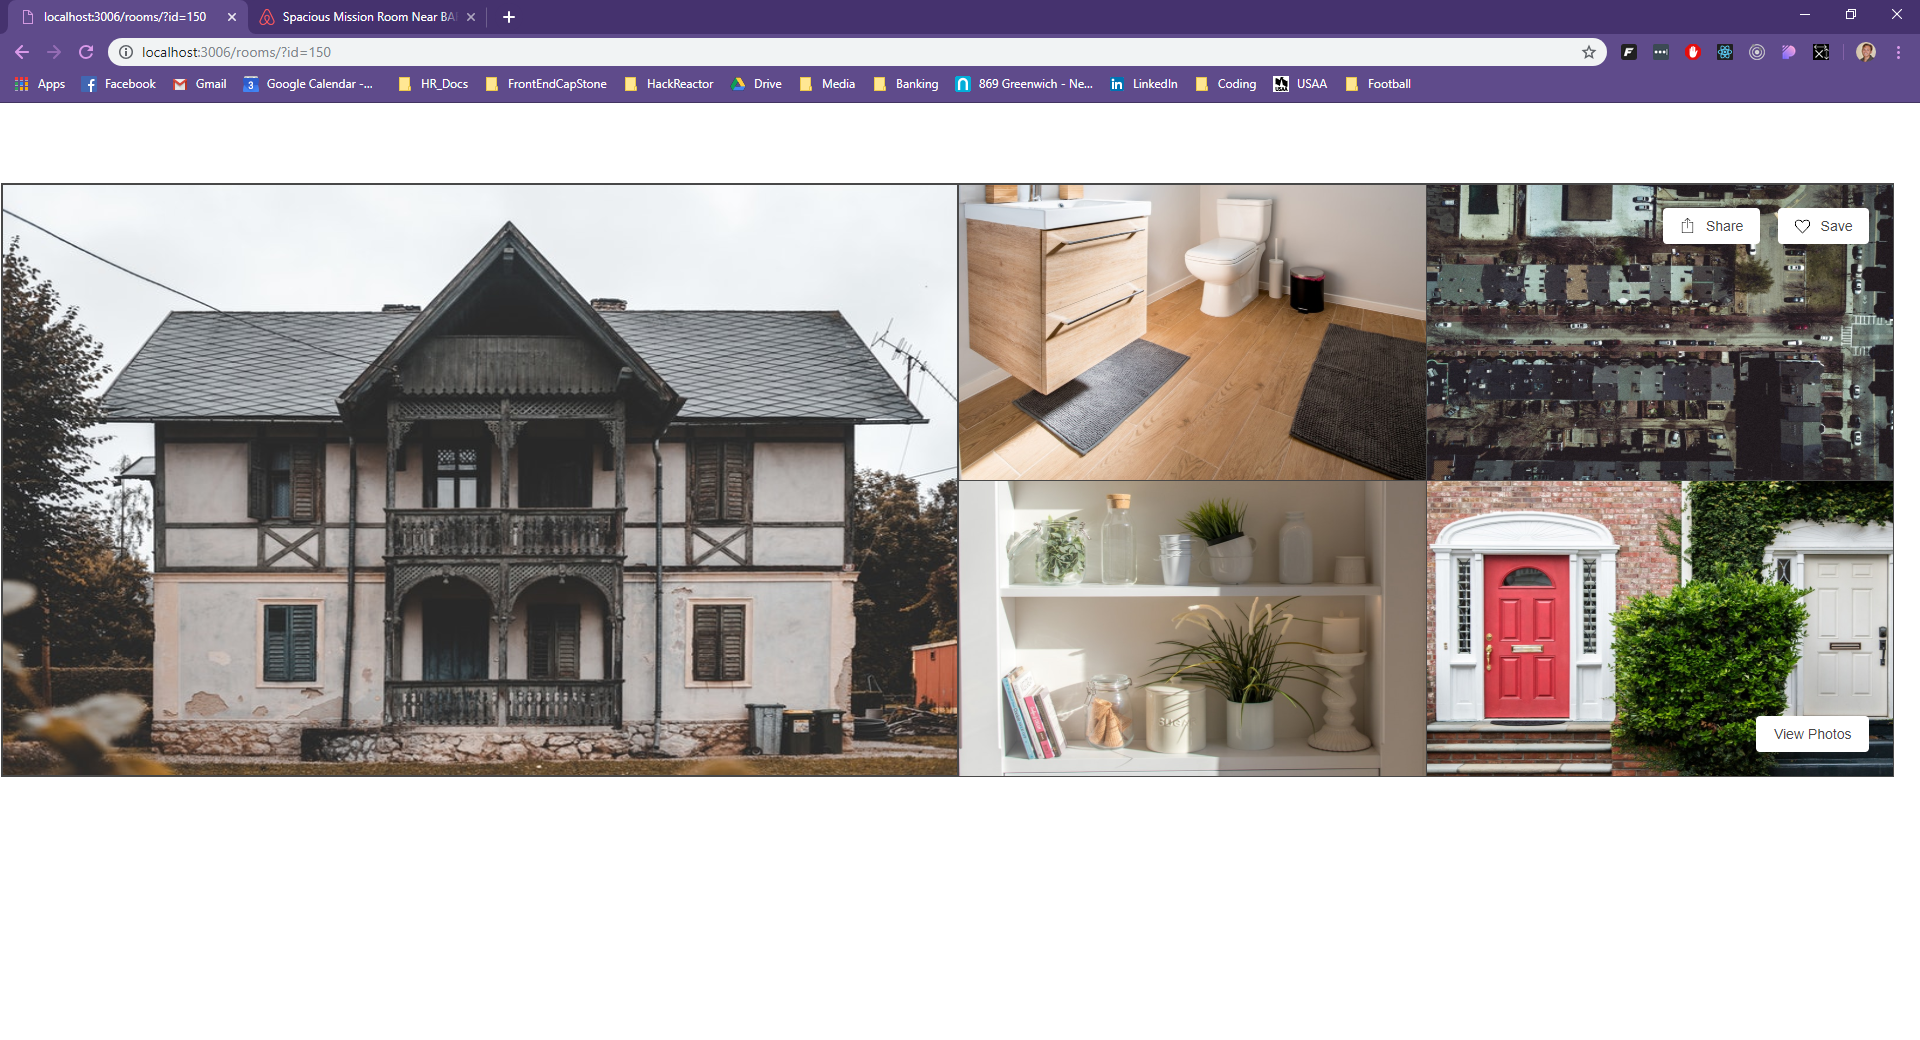 localhost:3006/rooms/?id=150
Spacious Mission Room Near BA
localhost:3006/rooms/?id=150
Apps Facebook Gmail 3 Google Calendar -... HR_Docs FrontEndCapStone HackReactor Drive Media Banking 869 Greenwich - Ne... LinkedIn Coding USAA Football
Share Save
View Photos